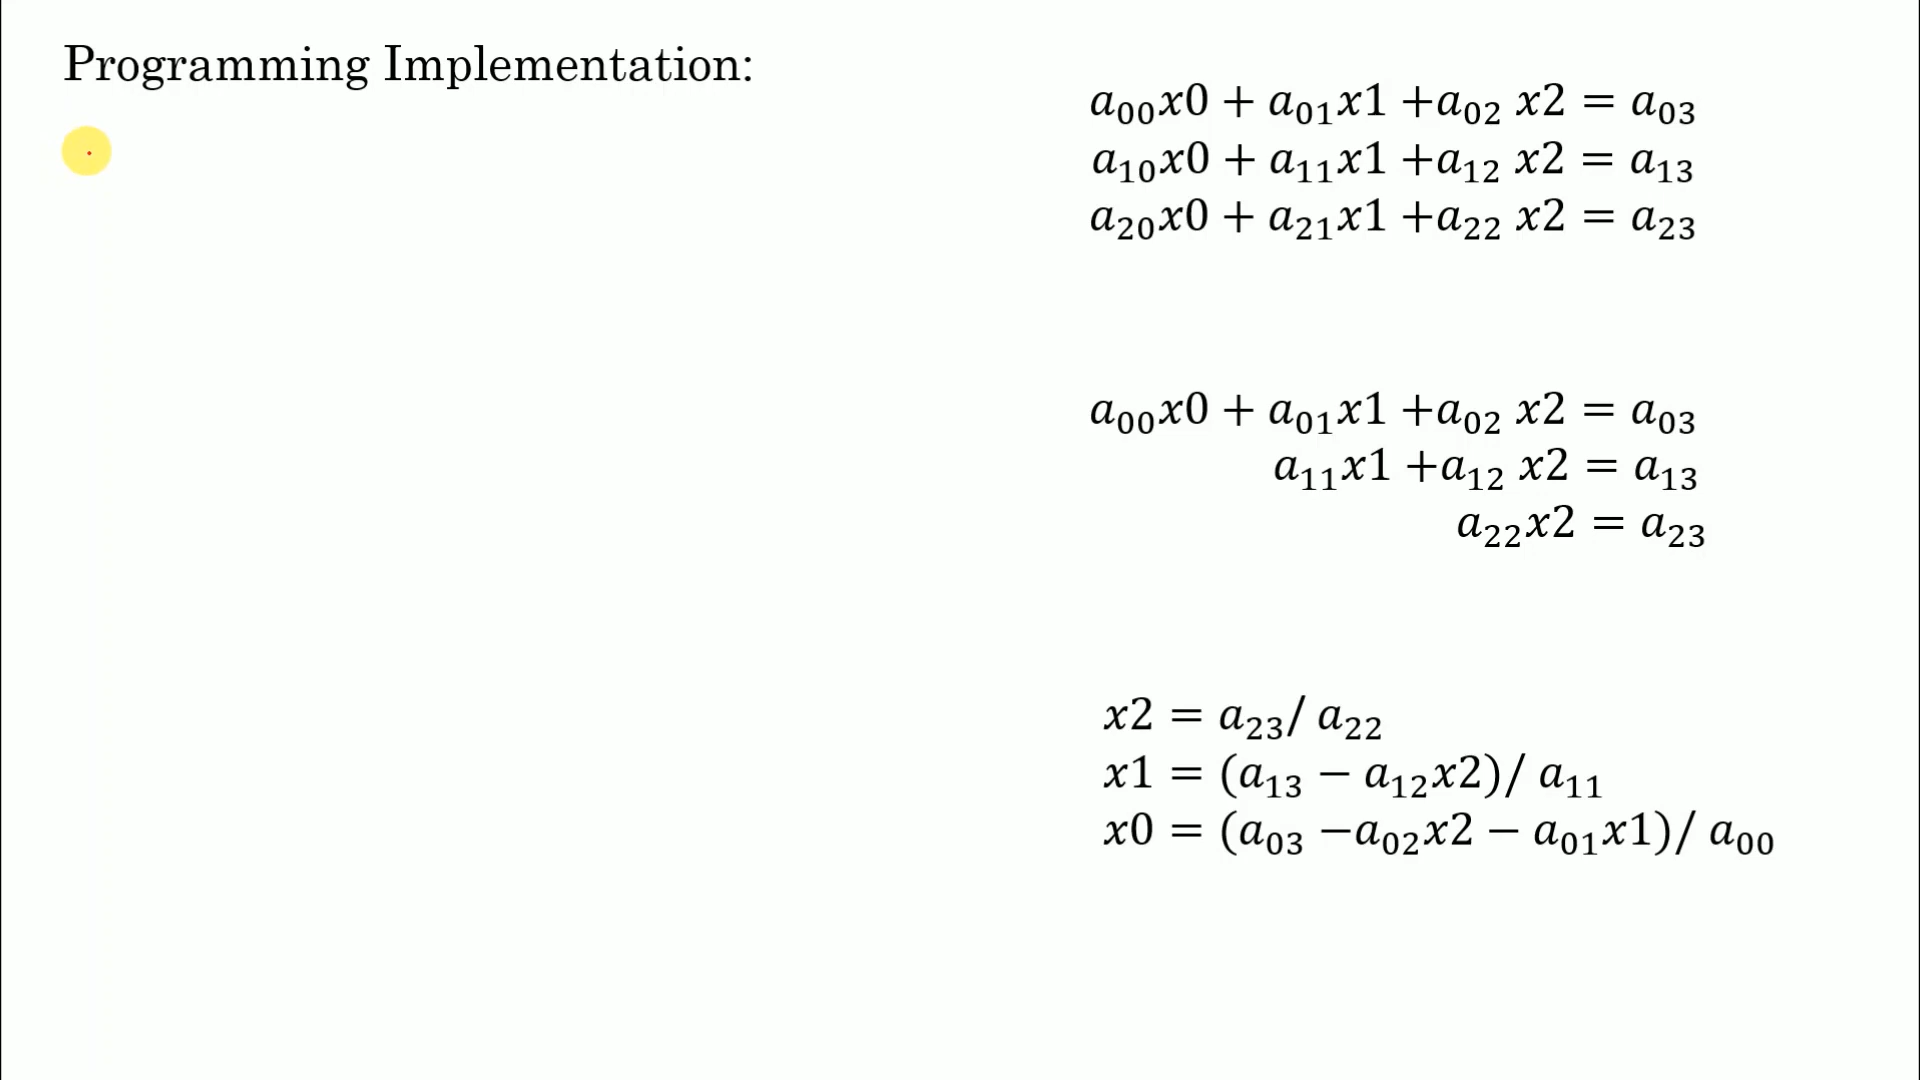 Programming Implementation:
a₀₀x0 + a₀₁x1 +a₀₂ x2 = a₀₃
a₁₀x0 + a₁₁x1 +a₁₂ x2 = a₁₃
a₂₀x0 + a₂₁x1 +a₂₂ x2 = a₂₃
a₀₀x0 + a₀₁x1 +a₀₂ x2 = a₀₃
a₁₁x1 +a₁₂ x2 = a₁₃
a₂₂x2 = a₂₃
x2 = a₂₃/ a₂₂
x1 = (a₁₃ − a₁₂x2)/ a₁₁
x0 = (a₀₃ −a₀₂x2 − a₀₁x1)/ a₀₀